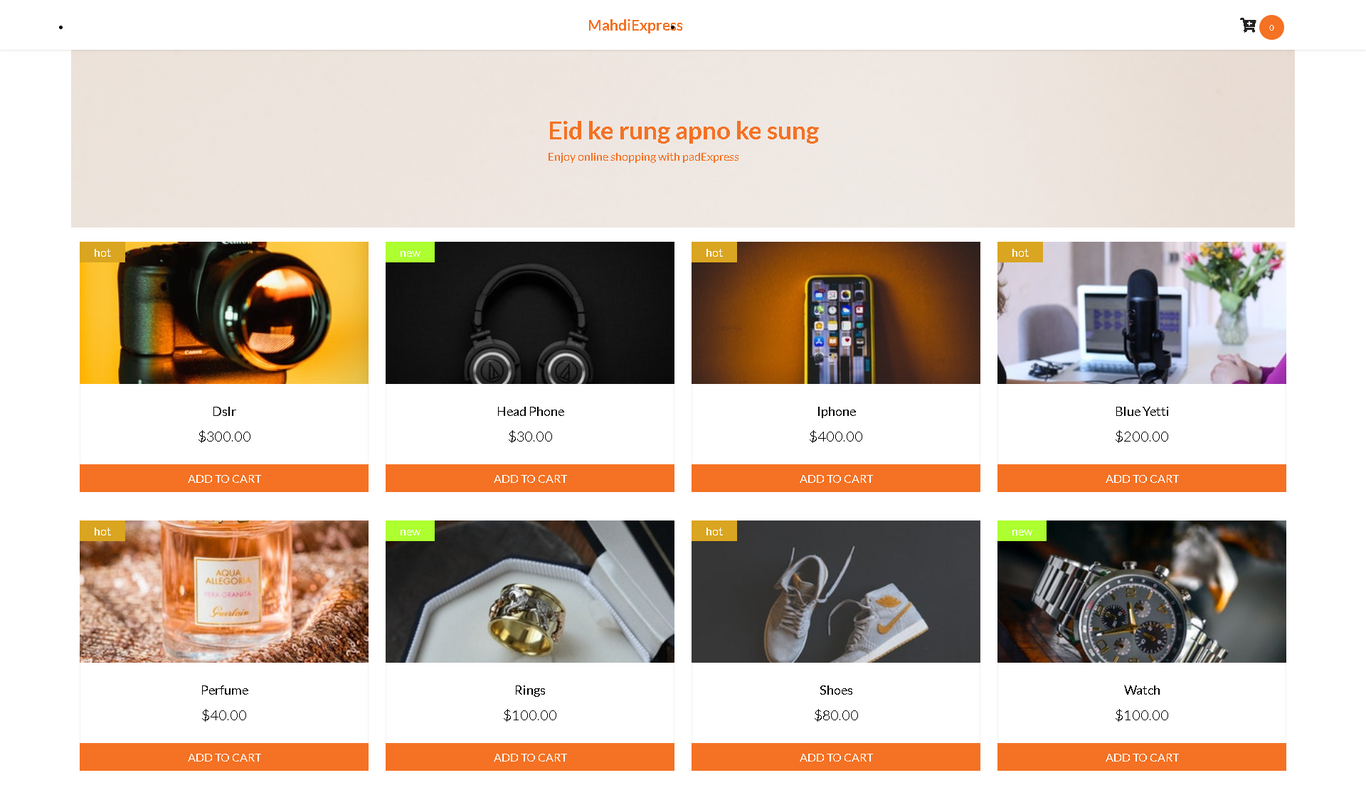 MahdiExpress
0
Eid ke rung apno ke sung
Enjoy online shopping with padExpress
hot
new
hot
hot
Canon
Canon
Dslr
Head Phone
Iphone
Blue Yetti
$300.00
$30.00
$400.00
$200.00
ADD TO CART
ADD TO CART
ADD TO CART
ADD TO CART
hot
new
hot
new
AQUA
ALLEGORIA
PERA GRANITA
Guerlain
Perfume
Rings
Shoes
Watch
$40.00
$100.00
$80.00
$100.00
ADD TO CART
ADD TO CART
ADD TO CART
ADD TO CART